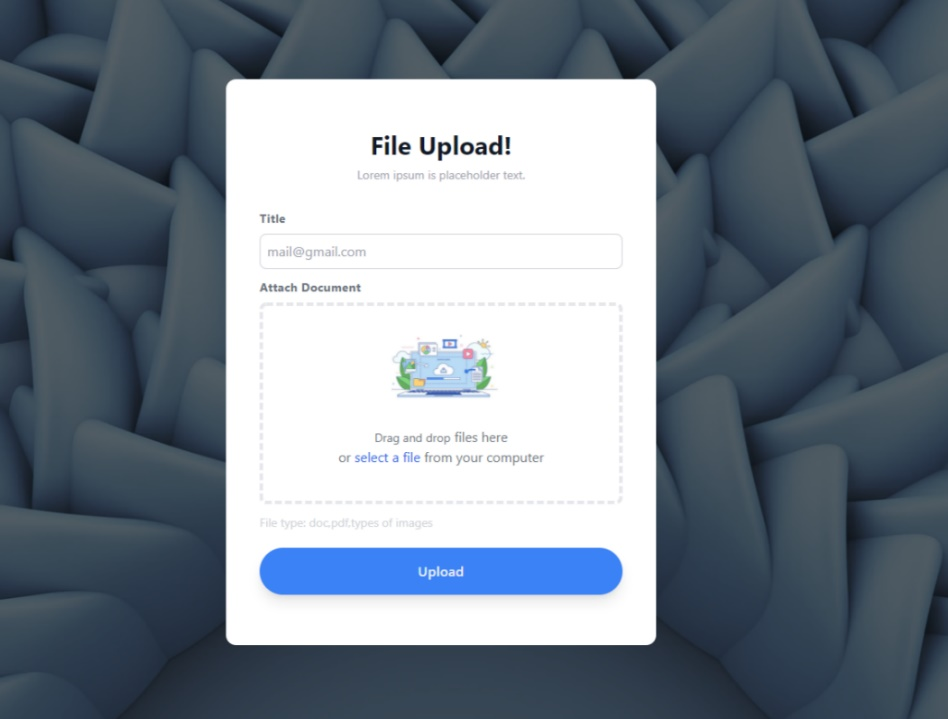 File Upload!
Lorem ipsum is placeholder text.
Title
mail@gmail.com
Attach Document
Drag and drop files here
or select a file from your computer
File type: doc,pdf,types of images
Upload